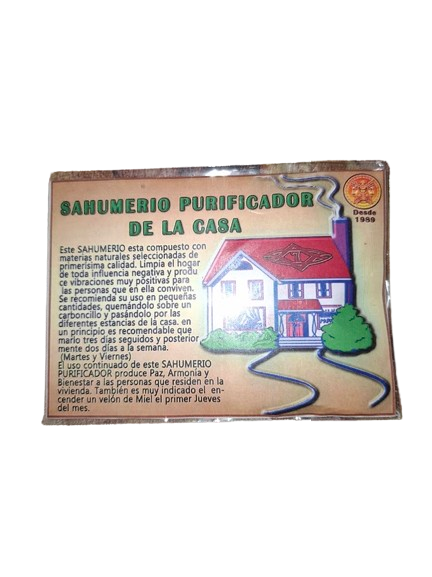 SAHUMERIO PURIFICADOR
DE LA CASA
Desde
1989
Este SAHUMERIO esta compuesto con
materias naturales seleccionadas de
primerisima calidad. Limpia el hogar
de toda influencia negativa y produ
ce vibraciones muy positivas para
las personas que en ella conviven.
Se recomienda su uso en pequeñas
cantidades, quemándolo sobre un
carboncillo y pasándolo por las
diferentes estancias de la casa. en
un principio es recomendable que
marlo tres días seguidos y posterior
mente dos días a la semana.
(Martes y Viernes)
El uso continuado de este SAHUMERIO
PURIFICADOR produce Paz, Armonía y
Bienestar a las personas que residen en la
vivienda. También es muy indicado el en-
cender un velón de Miel el primer Jueves
del mes.